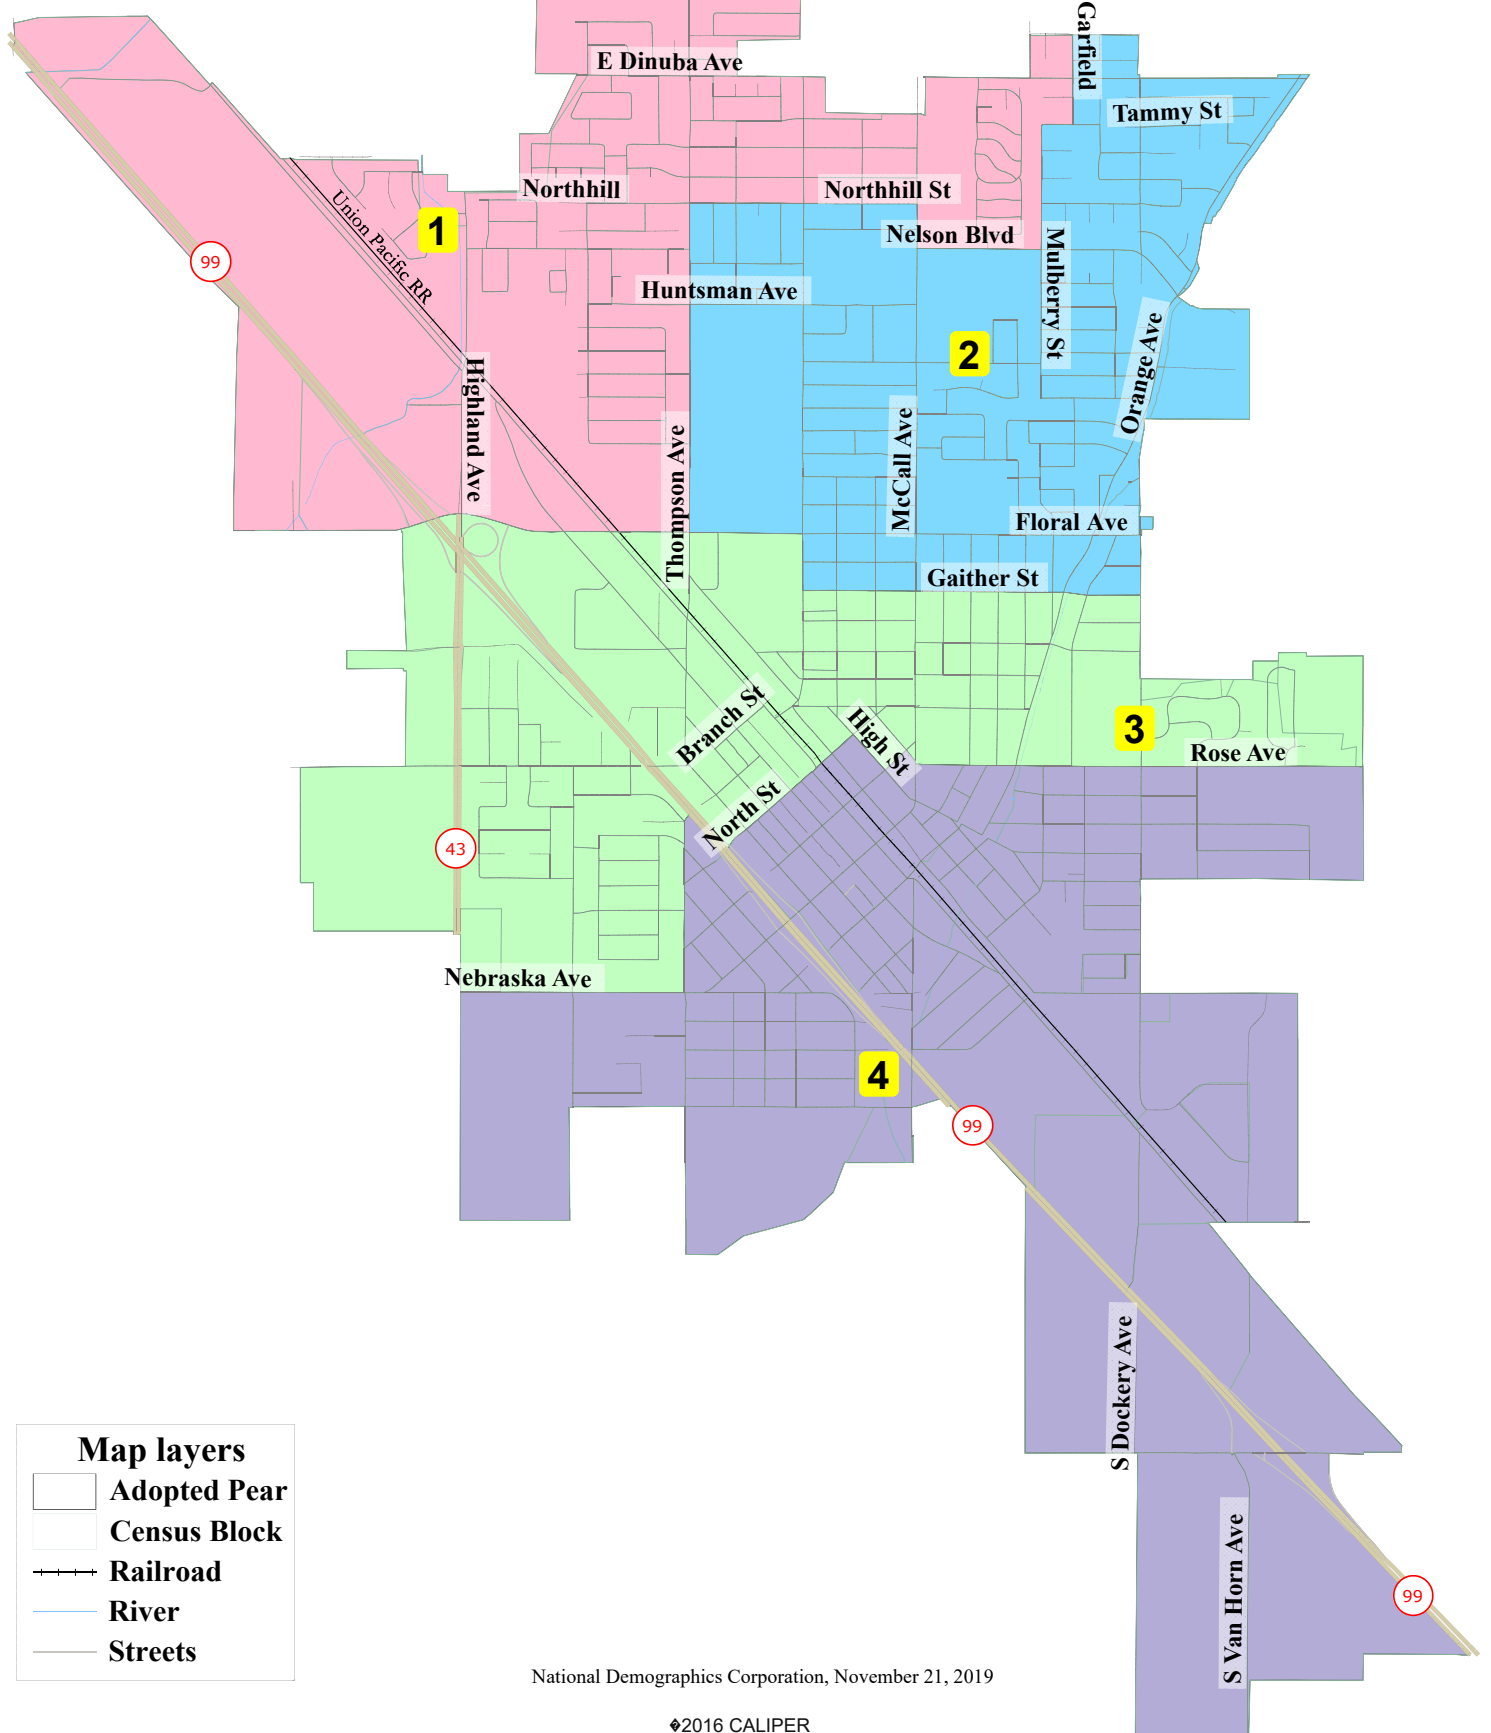 Garfield
E Dinuba Ave
Tammy St
Northhill
Northhill St
Union Pacific RR
1
Nelson Blvd
99
Huntsman Ave
Mulberry St
2
Orange Ave
Highland Ave
Thompson Ave
McCall Ave
Floral Ave
Gaither St
Branch St
High St
3
Rose Ave
North St
43
Nebraska Ave
4
99
S Dockery Ave
Map layers
Adopted Pear
Census Block
Railroad
River
Streets
S Van Horn Ave
99
National Demographics Corporation, November 21, 2019
�2016 CALIPER